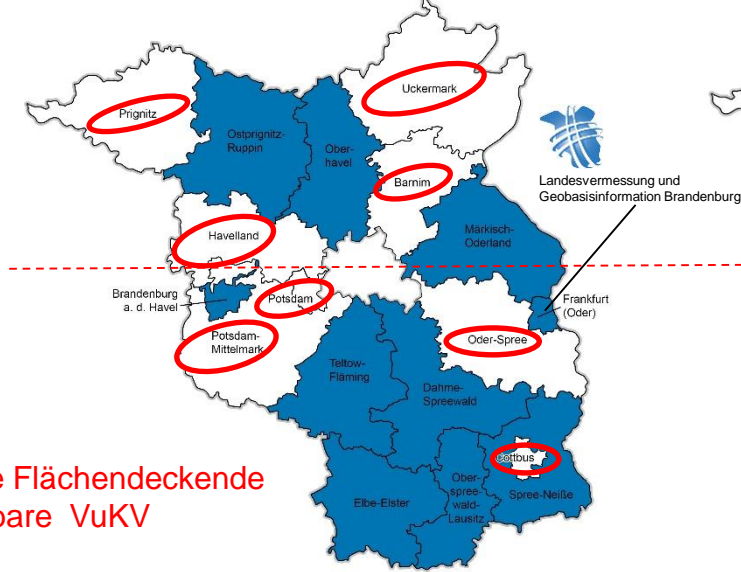 Uckermark
Prignitz
Ostprignitz-
Ruppin
Ober-
havel
Barnim
Landesvermessung und
Geobasisinformation Brandenburg
Havelland
Märkisch-
Oderland
Brandenburg
a. d. Havel
Potsdam
Frankfurt
(Oder)
Potsdam-
Mittelmark
Oder-Spree
Teltow-
Fläming
Dahme-
Spreewald
Cottbus
Ober-
spree-
wald-
Lausitz
Spree-Neiße
Elbe-Elster
e Flächendeckende
bare VuKV